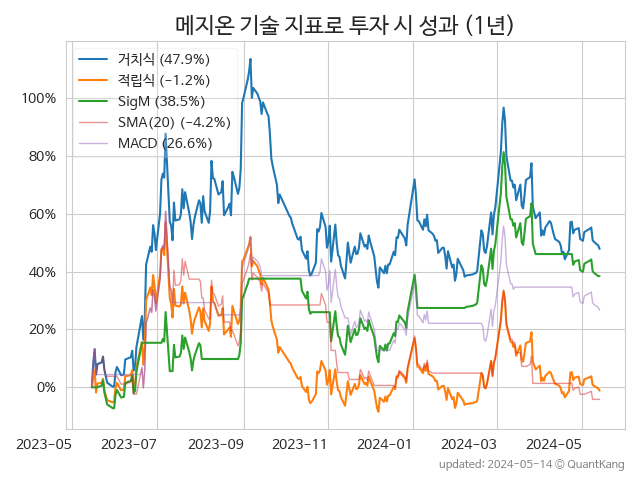 메지온 기술 지표로 투자 시 성과 (1년)
거치식 (47.9%)
적립식 (−1.2%)
SigM (38.5%)
SMA(20) (−4.2%)
MACD (26.6%)
100%
80%
60%
40%
20%
0%
2023-05 2023-07 2023-09 2023-11 2024-01 2024-03 2024-05
updated: 2024-05-14 ⓒ QuantKang